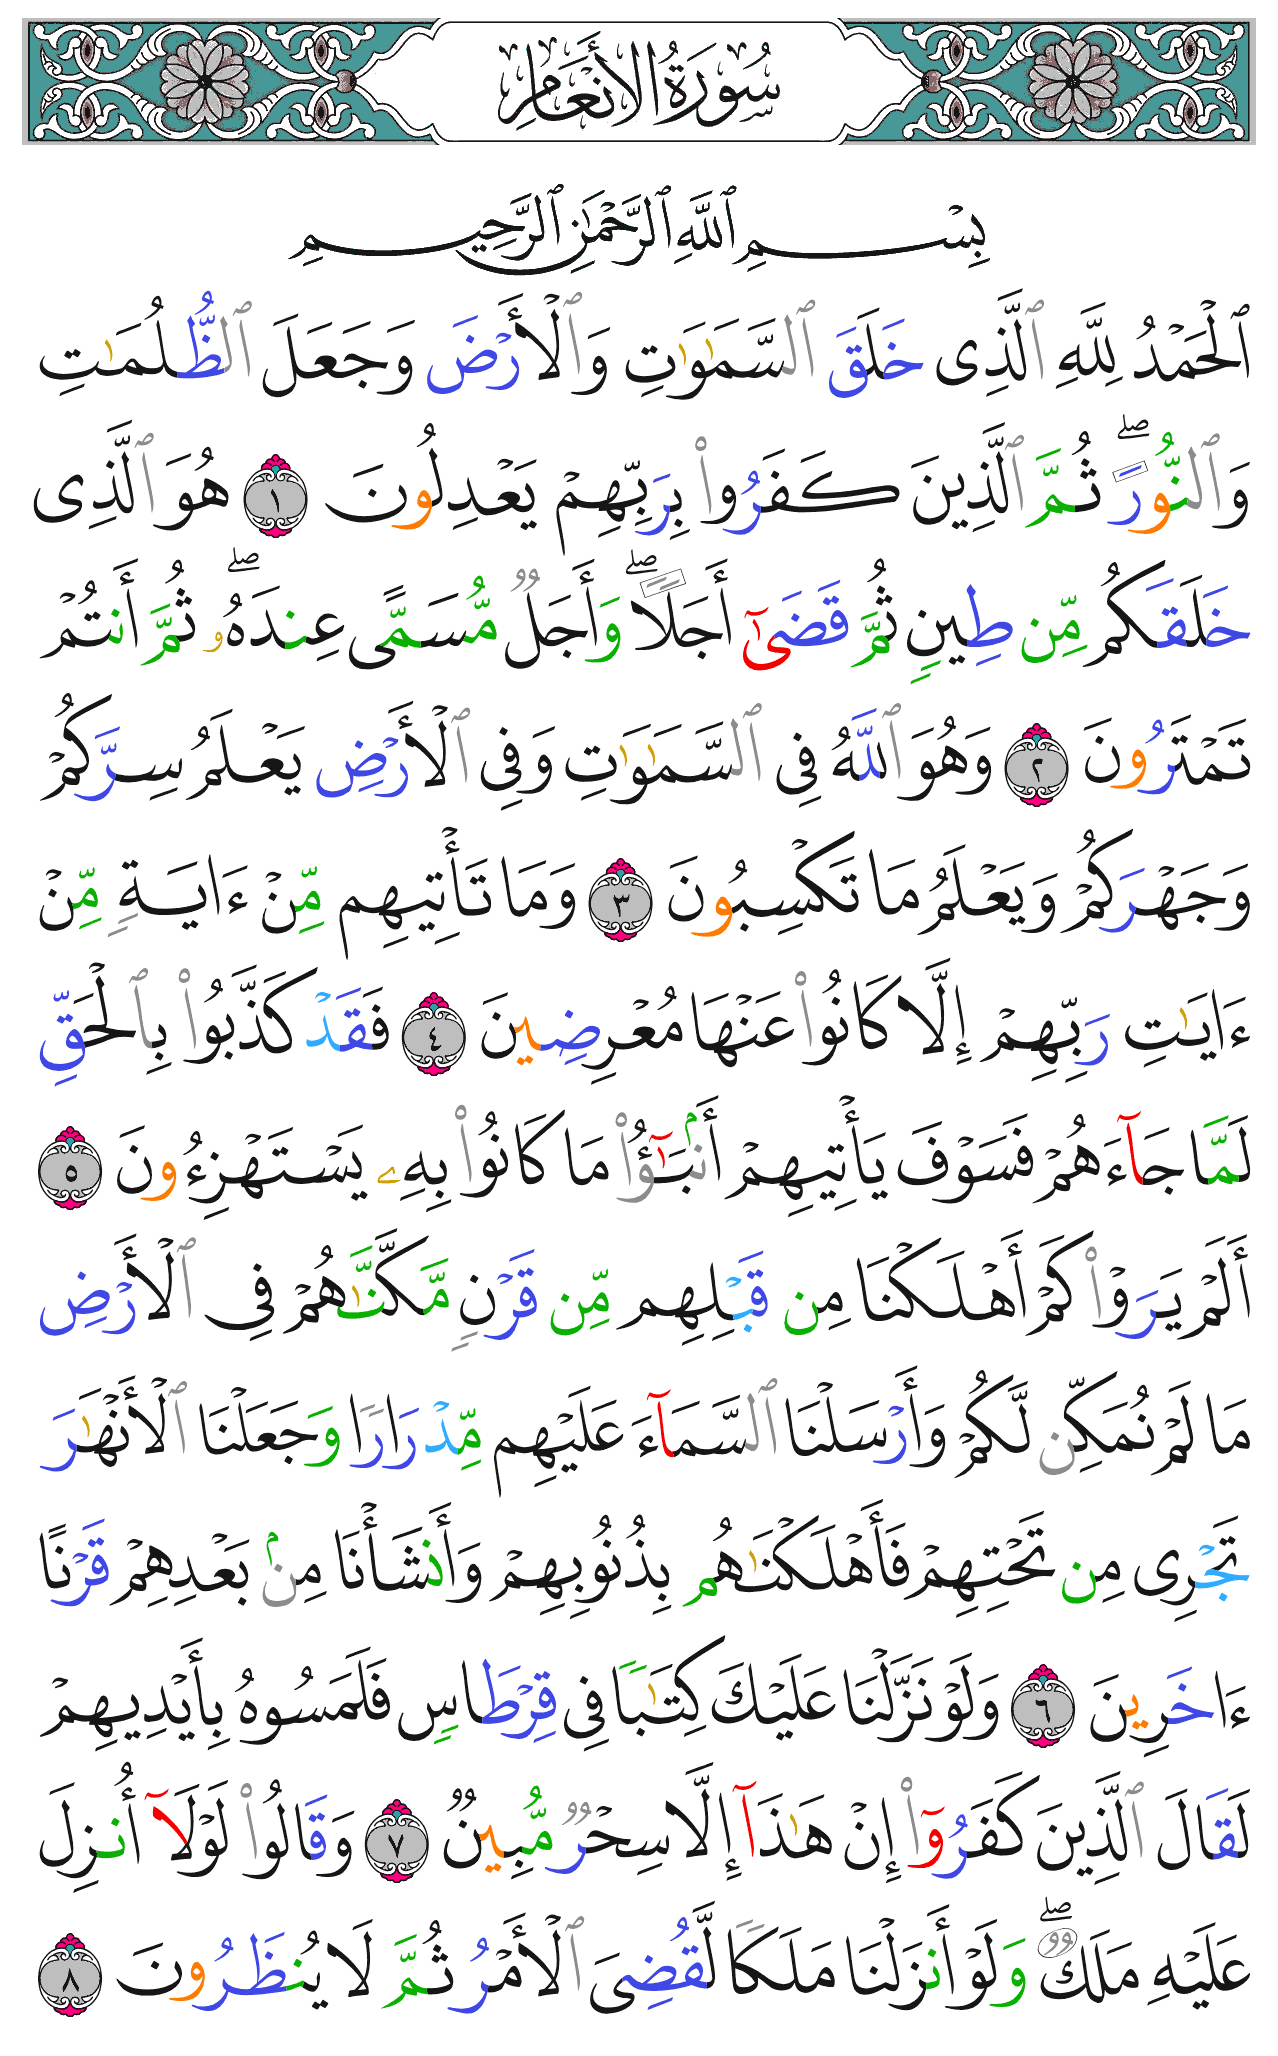 سُورَةُ الأَنْعَامِ
بِسْمِ ٱللَّهِ ٱلرَّحْمَٰنِ ٱلرَّحِيمِ
ٱلْحَمْدُ لِلَّهِ ٱلَّذِى خَلَقَ ٱلسَّمَٰوَٰتِ وَٱلْأَرْضَ وَجَعَلَ ٱلظُّلُمَٰتِ
وَٱلنُّورَ ۖ ثُمَّ ٱلَّذِينَ كَفَرُوا۟ بِرَبِّهِمْ يَعْدِلُونَ ١ هُوَ ٱلَّذِى
خَلَقَكُم مِّن طِينٍ ثُمَّ قَضَىٰٓ أَجَلًا ۖ وَأَجَلٌ مُّسَمًّى عِندَهُۥ ۖ ثُمَّ أَنتُمْ
تَمْتَرُونَ ٢ وَهُوَ ٱللَّهُ فِى ٱلسَّمَٰوَٰتِ وَفِى ٱلْأَرْضِ يَعْلَمُ سِرَّكُمْ
وَجَهْرَكُمْ وَيَعْلَمُ مَا تَكْسِبُونَ ٣ وَمَا تَأْتِيهِم مِّنْ ءَايَةٍ مِّنْ
ءَايَٰتِ رَبِّهِمْ إِلَّا كَانُوا۟ عَنْهَا مُعْرِضِينَ ٤ فَقَدْ كَذَّبُوا۟ بِٱلْحَقِّ
لَمَّا جَآءَهُمْ فَسَوْفَ يَأْتِيهِمْ أَنۢبَٰٓؤُا۟ مَا كَانُوا۟ بِهِۦ يَسْتَهْزِءُونَ ٥
أَلَمْ يَرَوْا۟ كَمْ أَهْلَكْنَا مِن قَبْلِهِم مِّن قَرْنٍ مَّكَّنَّٰهُمْ فِى ٱلْأَرْضِ
مَا لَمْ نُمَكِّن لَّكُمْ وَأَرْسَلْنَا ٱلسَّمَآءَ عَلَيْهِم مِّدْرَارًا وَجَعَلْنَا ٱلْأَنْهَٰرَ
تَجْرِى مِن تَحْتِهِمْ فَأَهْلَكْنَٰهُم بِذُنُوبِهِمْ وَأَنشَأْنَا مِنۢ بَعْدِهِمْ قَرْنًا
ءَاخَرِينَ ٦ وَلَوْ نَزَّلْنَا عَلَيْكَ كِتَٰبًا فِى قِرْطَاسٍ فَلَمَسُوهُ بِأَيْدِيهِمْ
لَقَالَ ٱلَّذِينَ كَفَرُوٓا۟ إِنْ هَٰذَآ إِلَّا سِحْرٌ مُّبِينٌ ٧ وَقَالُوا۟ لَوْلَآ أُنزِلَ
عَلَيْهِ مَلَكٌ ۖ وَلَوْ أَنزَلْنَا مَلَكًا لَّقُضِىَ ٱلْأَمْرُ ثُمَّ لَا يُنظَرُونَ ٨